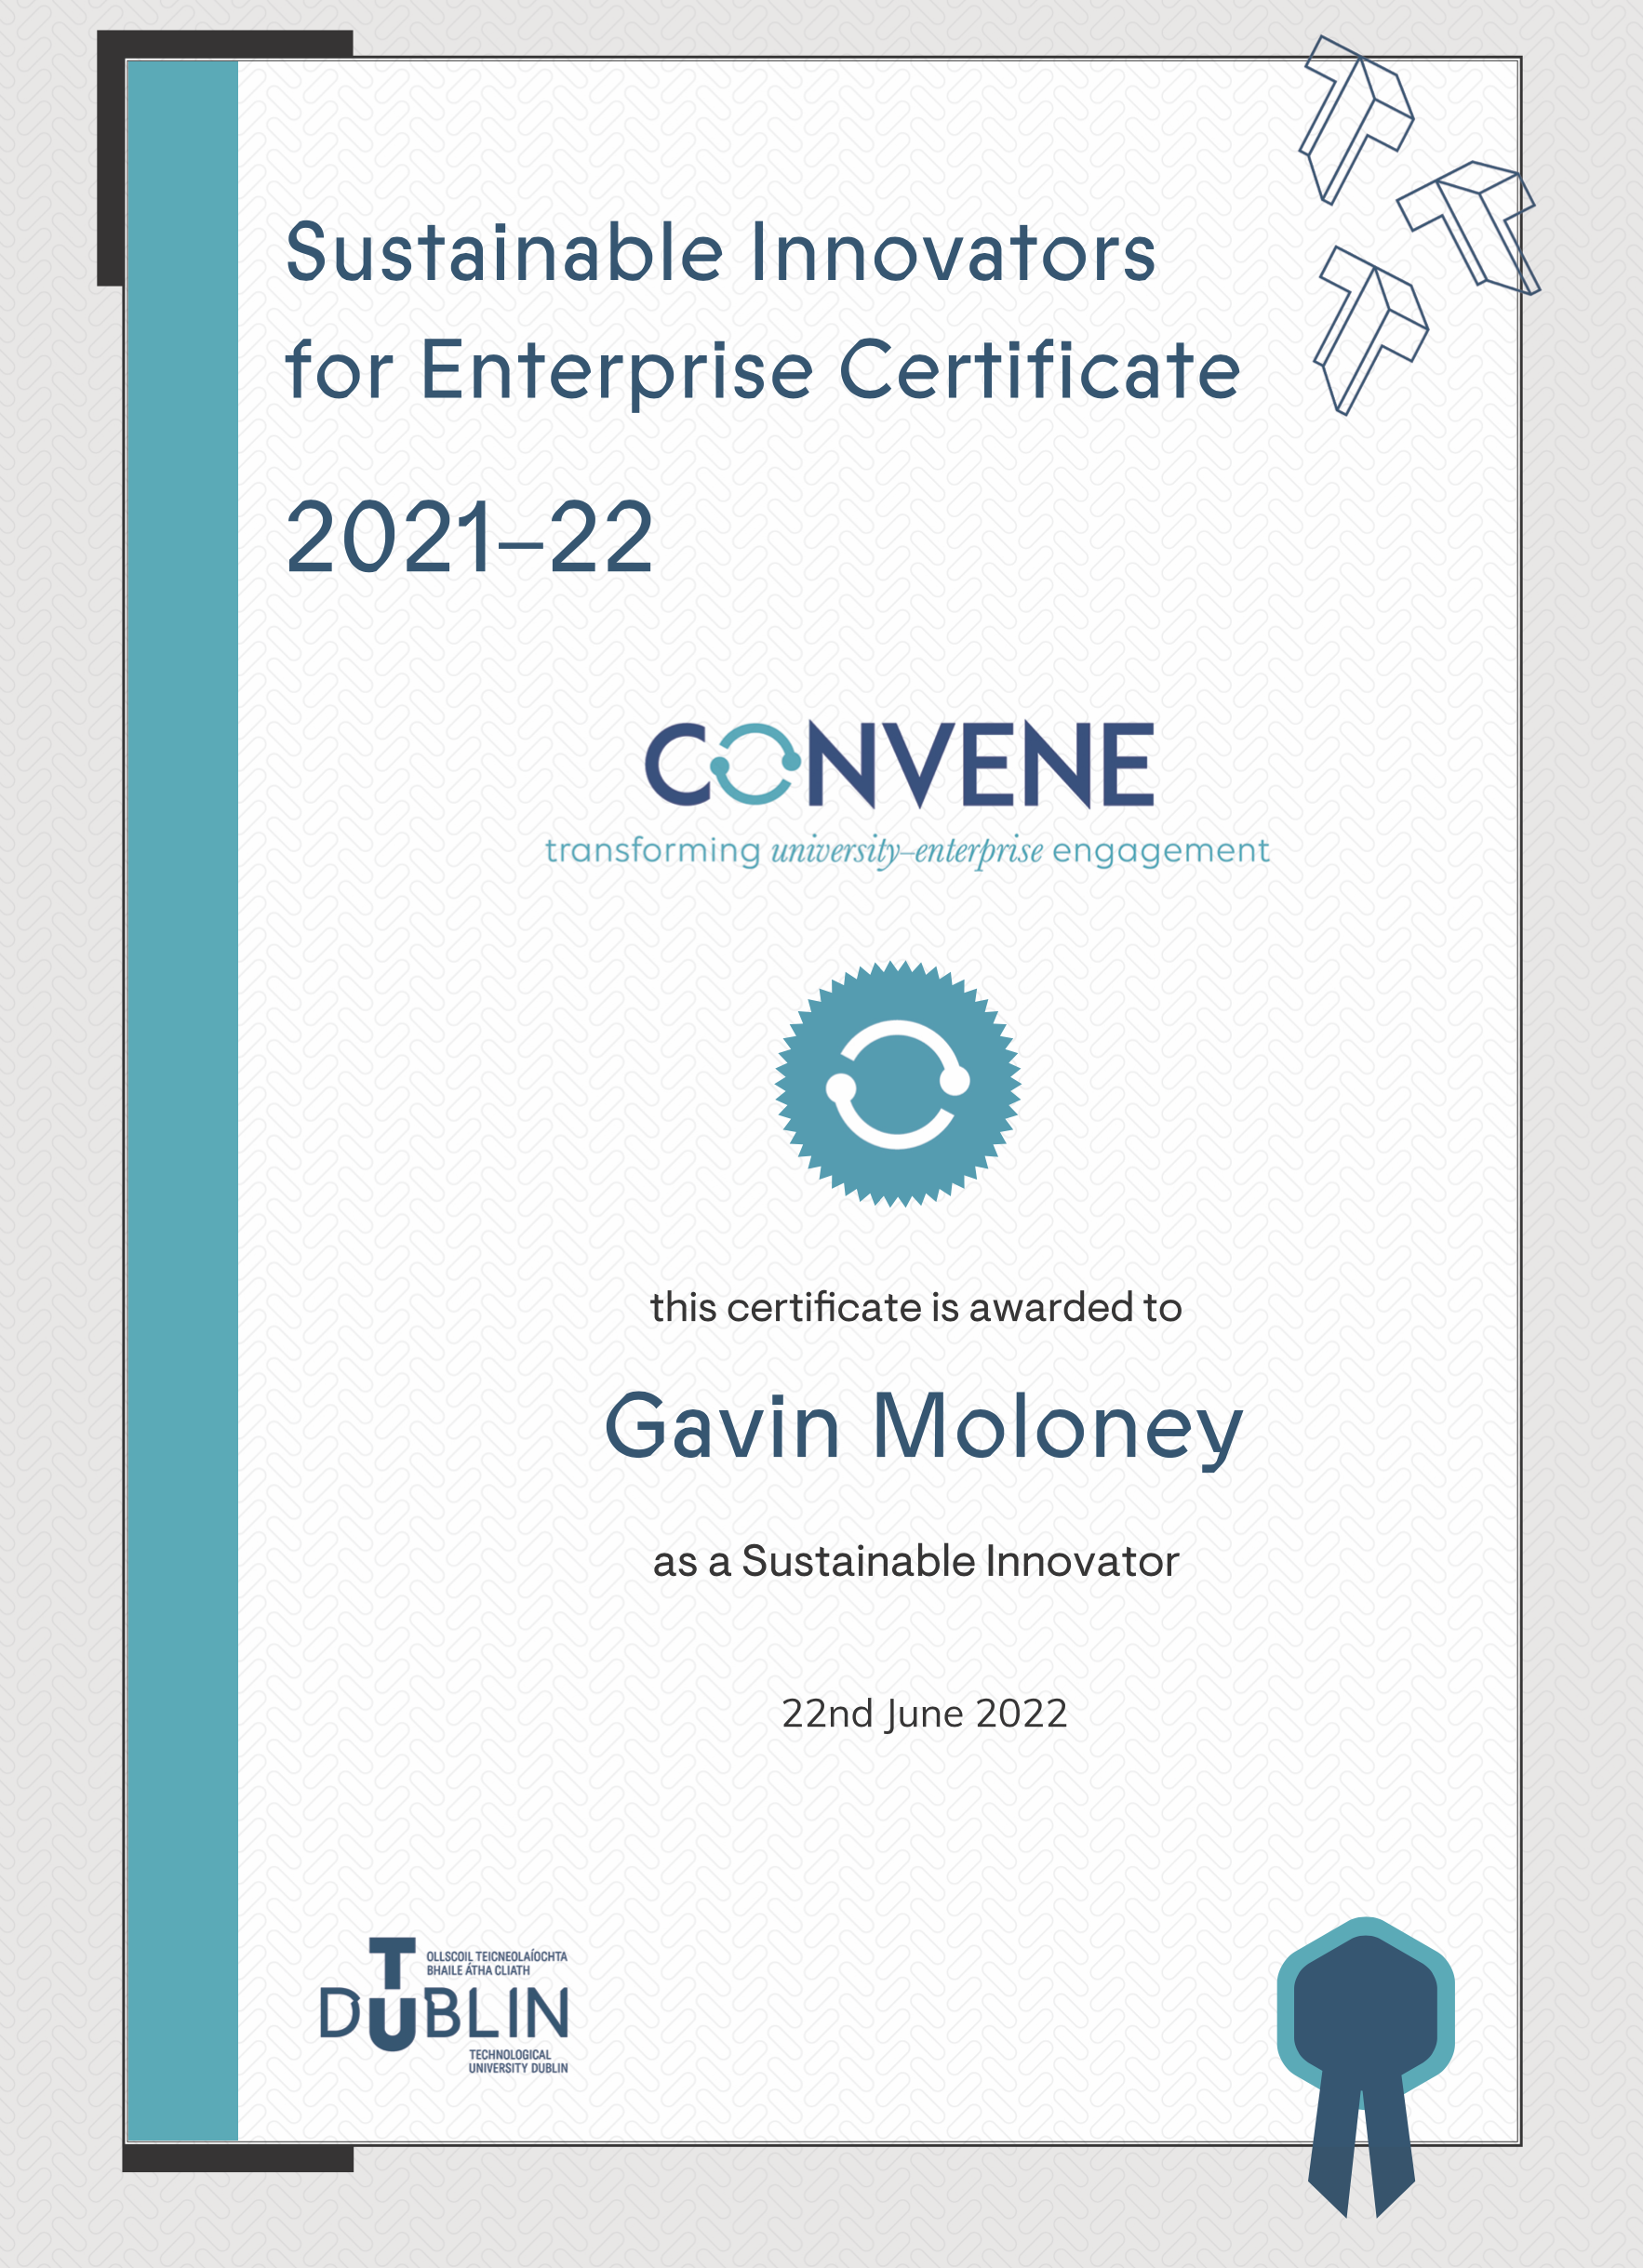 Sustainable Innovators
for Enterprise Certificate
2021–22
CONVENE
transforming university–enterprise engagement
this certificate is awarded to
Gavin Moloney
as a Sustainable Innovator
22nd June 2022
OLLSCOIL TEICNEOLAÍOCHTA
BHAILE ÁTHA CLIATH
T
DUBLIN
TECHNOLOGICAL
UNIVERSITY DUBLIN